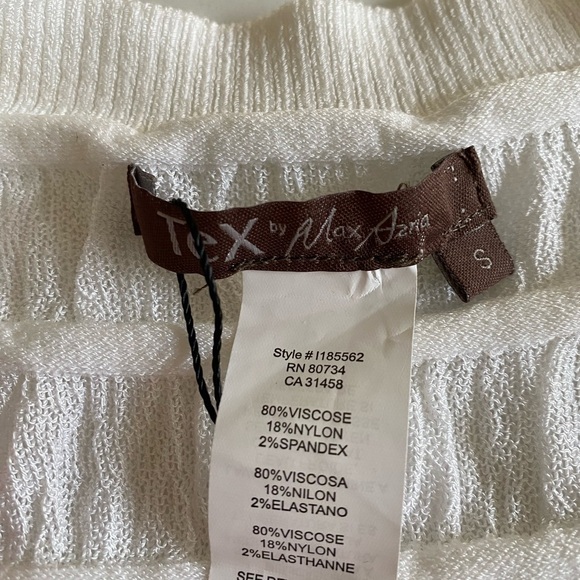 TeX by Max Azria
S
Style # I185562
RN 80734
CA 31458
80%VISCOSE
18%NYLON
2%SPANDEX
80%VISCOSA
18%NILON
2%ELASTANO
80%VISCOSE
18%NYLON
2%ELASTHANNE
SEE